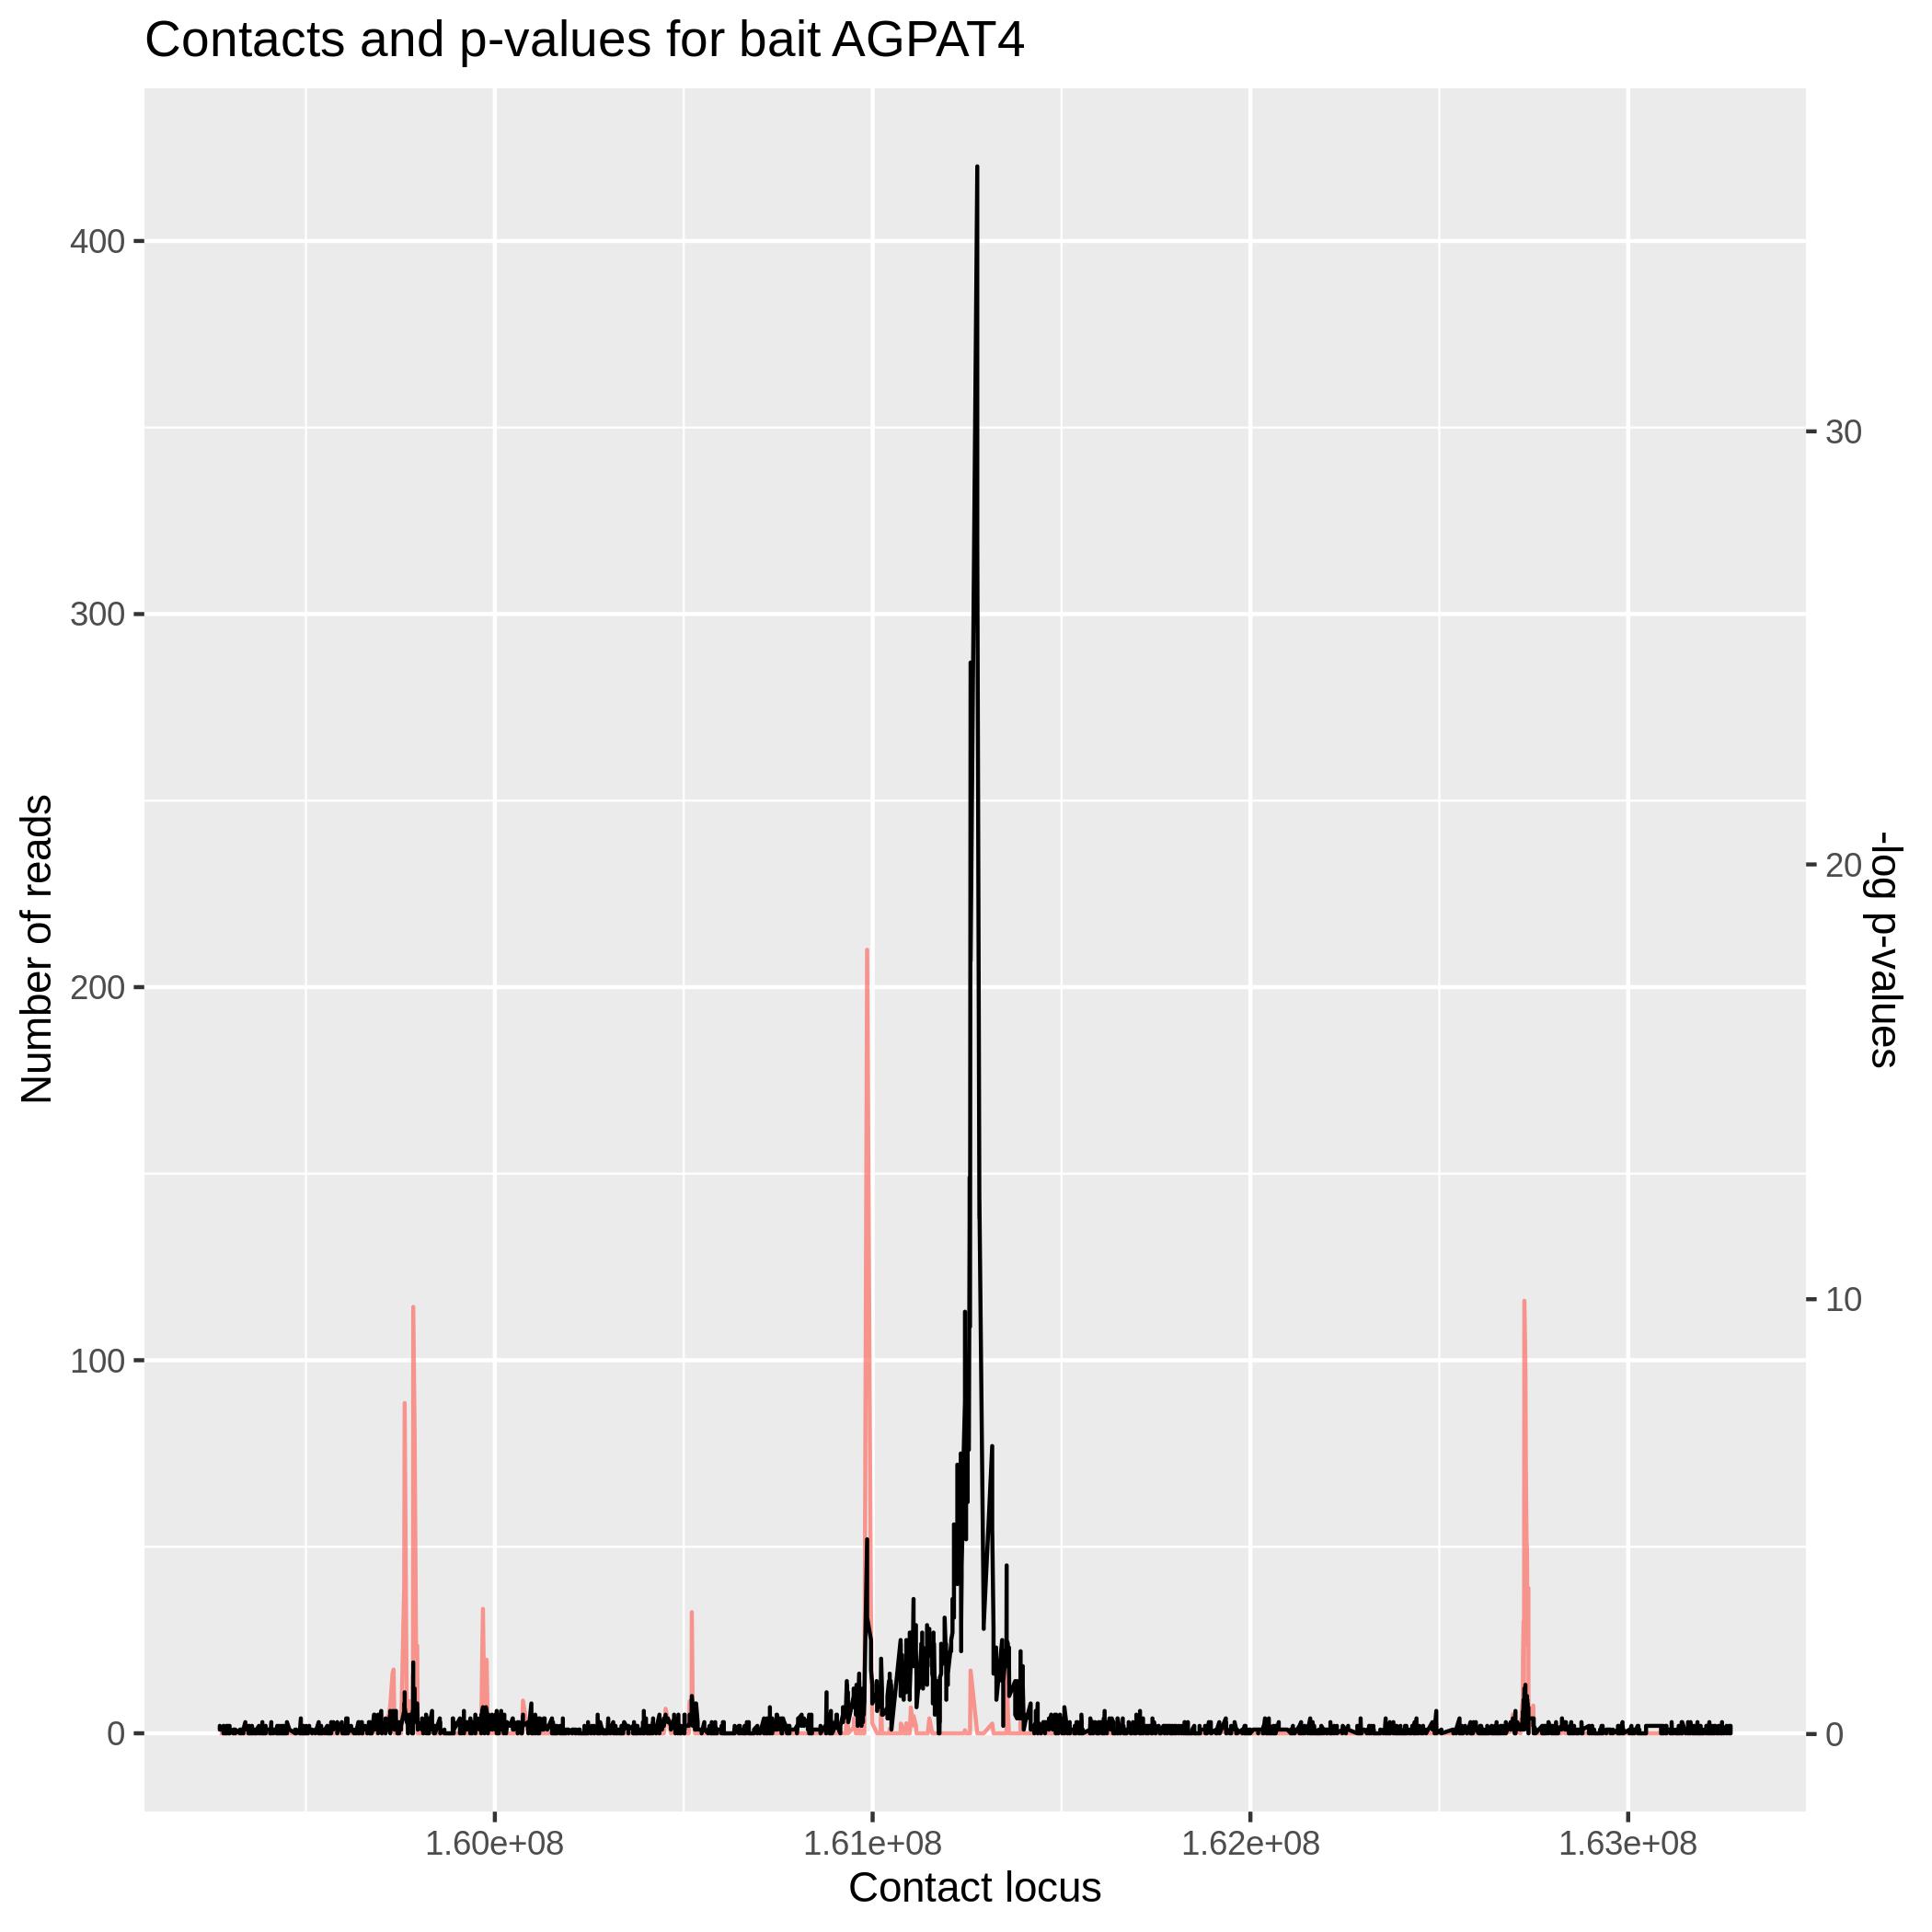 Contacts and p-values for bait AGPAT4
Number of reads
400
300
200
100
0
30
20
10
0
-log p-values
1.60e+08
1.61e+08
1.62e+08
1.63e+08
Contact locus